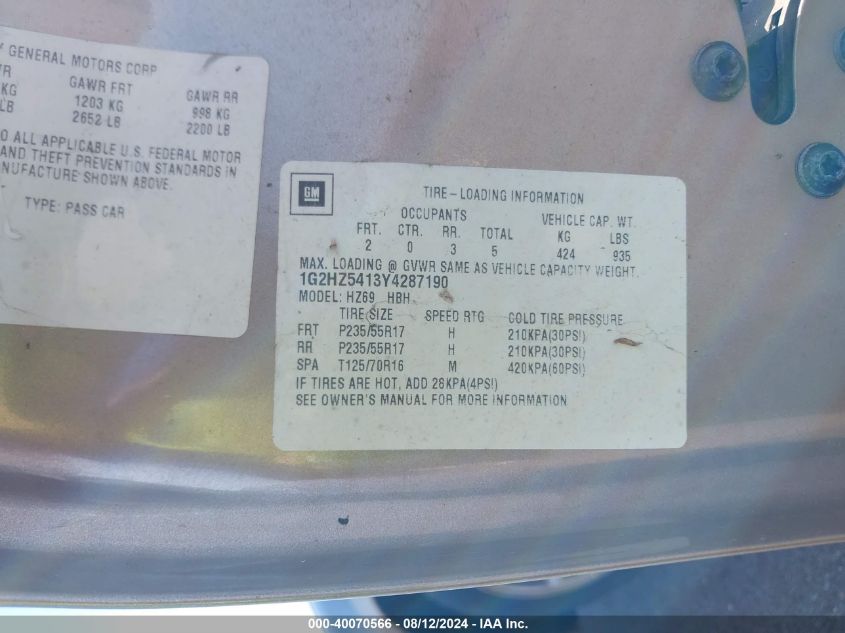 GENERAL MOTORS CORP
GAWR FRT GAWR RR
KG 1203 KG 998 KG
LB 2652 LB 2200 LB
TO ALL APPLICABLE U.S. FEDERAL MOTOR
AND THEFT PREVENTION STANDARDS IN
MANUFACTURE SHOWN ABOVE.
TYPE: PASS CAR
GM
TIRE-LOADING INFORMATION
OCCUPANTS VEHICLE CAP. WT.
FRT. CTR. RR. TOTAL KG LBS
2 0 3 5 424 935
MAX. LOADING @ GVWR SAME AS VEHICLE CAPACITY WEIGHT.
1G2HZ5413Y4287190
MODEL: HZ69 HBH
TIRE SIZE SPEED RTG COLD TIRE PRESSURE
FRT P235/55R17 H 210KPA(30PSI)
RR P235/55R17 H 210KPA(30PSI)
SPA T125/70R16 M 420KPA(60PSI)
IF TIRES ARE HOT, ADD 28KPA(4PSI)
SEE OWNER'S MANUAL FOR MORE INFORMATION
000-40070566 - 08/12/2024 - IAA Inc.